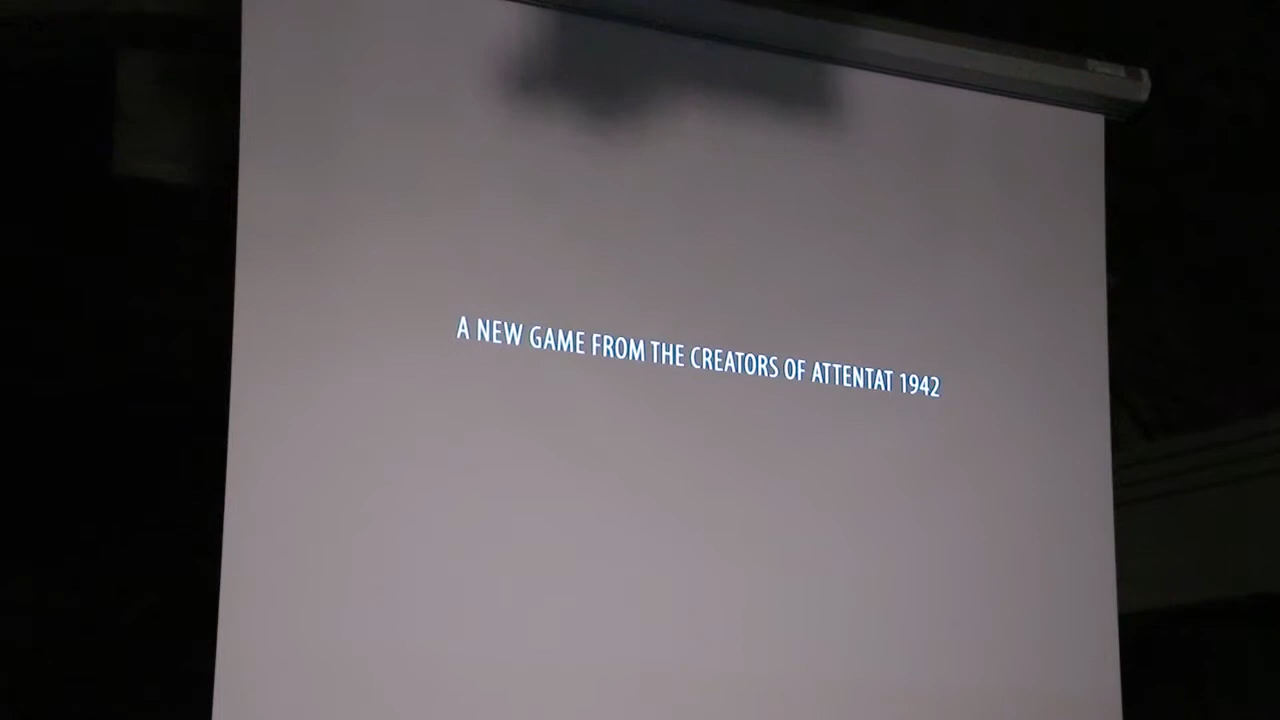 A NEW GAME FROM THE CREATORS OF ATTENTAT 1942